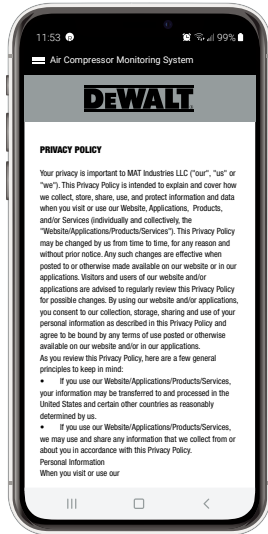 11:53
99%
Air Compressor Monitoring System
DEWALT
PRIVACY POLICY
Your privacy is important to MAT Industries LLC ("our", "us" or
"we"). This Privacy Policy is intended to explain and cover how
we collect, store, share, use, and protect information and data
when you visit or use our Website, Applications, Products,
and/or Services (individually and collectively, the
"Website/Applications/Products/Services"). This Privacy Policy
may be changed by us from time to time, for any reason and
without prior notice. Any such changes are effective when
posted to or otherwise made available on our website or in our
applications. Visitors and users of our website and/or
applications are advised to regularly review this Privacy Policy
for possible changes. By using our website and/or applications,
you consent to our collection, storage, sharing and use of your
personal information as described in this Privacy Policy and
agree to be bound by any terms of use posted or otherwise
available on our website and/or in our applications.
As you review this Privacy Policy, here are a few general
principles to keep in mind:
• If you use our Website/Applications/Products/Services,
your information may be transferred to and processed in the
United States and certain other countries as reasonably
determined by us.
• If you use our Website/Applications/Products/Services,
we may use and share any information that we collect from or
about you in accordance with this Privacy Policy.
Personal Information
When you visit or use our